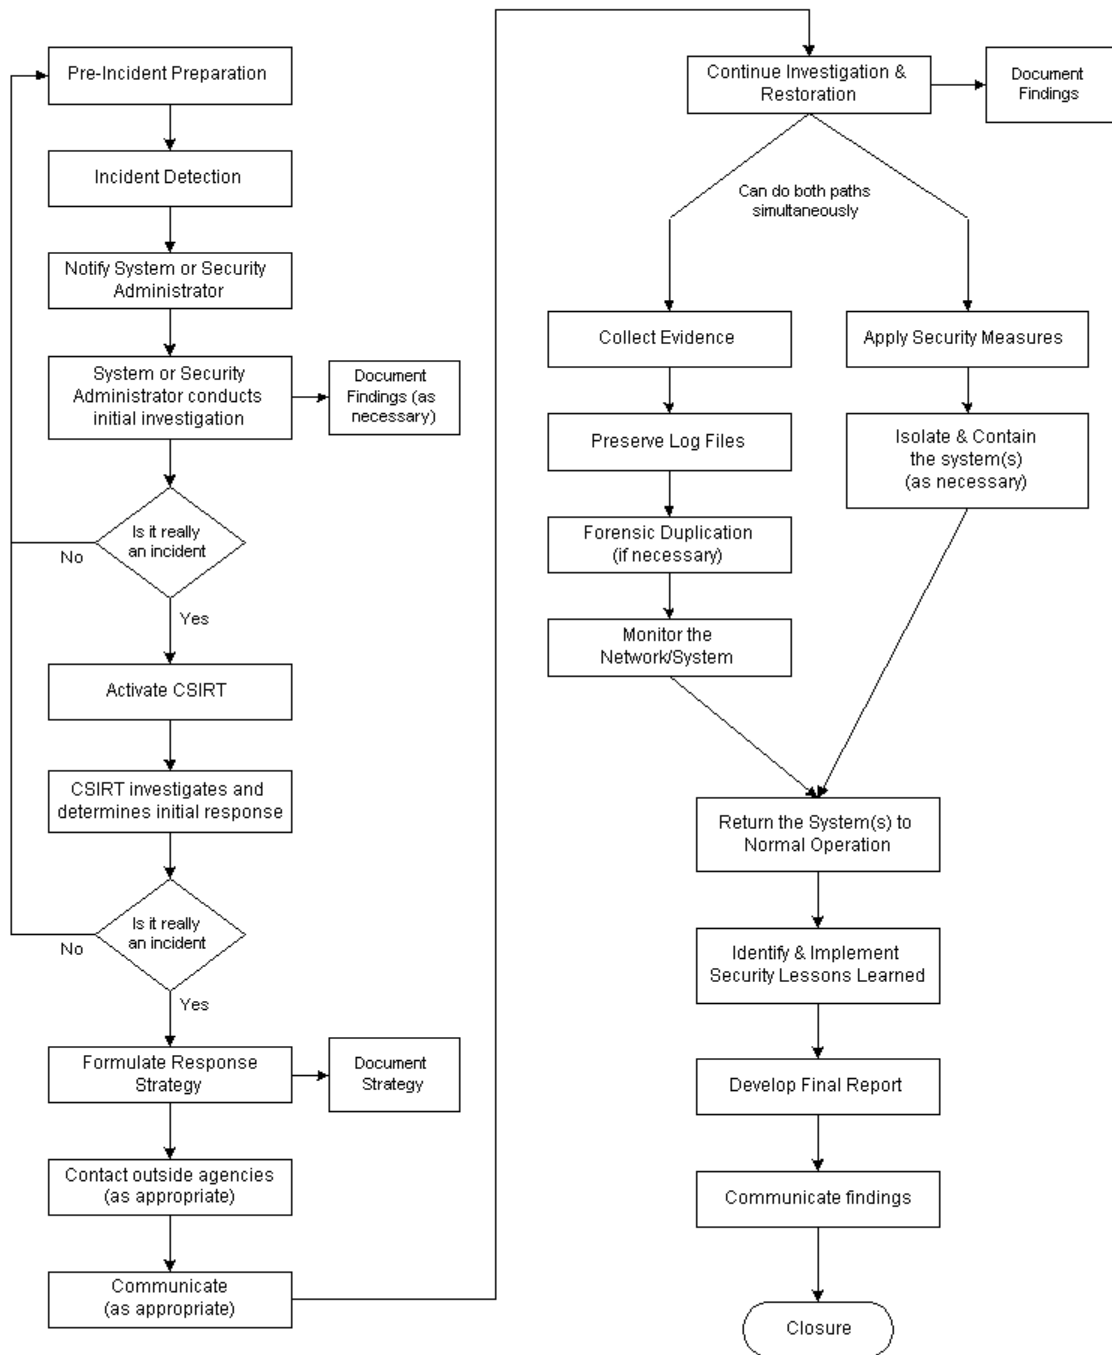 Pre-Incident Preparation
Incident Detection
Notify System or Security
Administrator
System or Security
Administrator conducts
initial investigation
Document
Findings (as
necessary)
Is it really
an incident
No
Yes
Activate CSIRT
CSIRT investigates and
determines initial response
Is it really
an incident
No
Yes
Formulate Response
Strategy
Document
Strategy
Contact outside agencies
(as appropriate)
Communicate
(as appropriate)
Continue Investigation &
Restoration
Document
Findings
Can do both paths
simultaneously
Collect Evidence
Preserve Log Files
Forensic Duplication
(if necessary)
Monitor the
Network/System
Apply Security Measures
Isolate & Contain
the system(s)
(as necessary)
Return the System(s) to
Normal Operation
Identify & Implement
Security Lessons Learned
Develop Final Report
Communicate findings
Closure